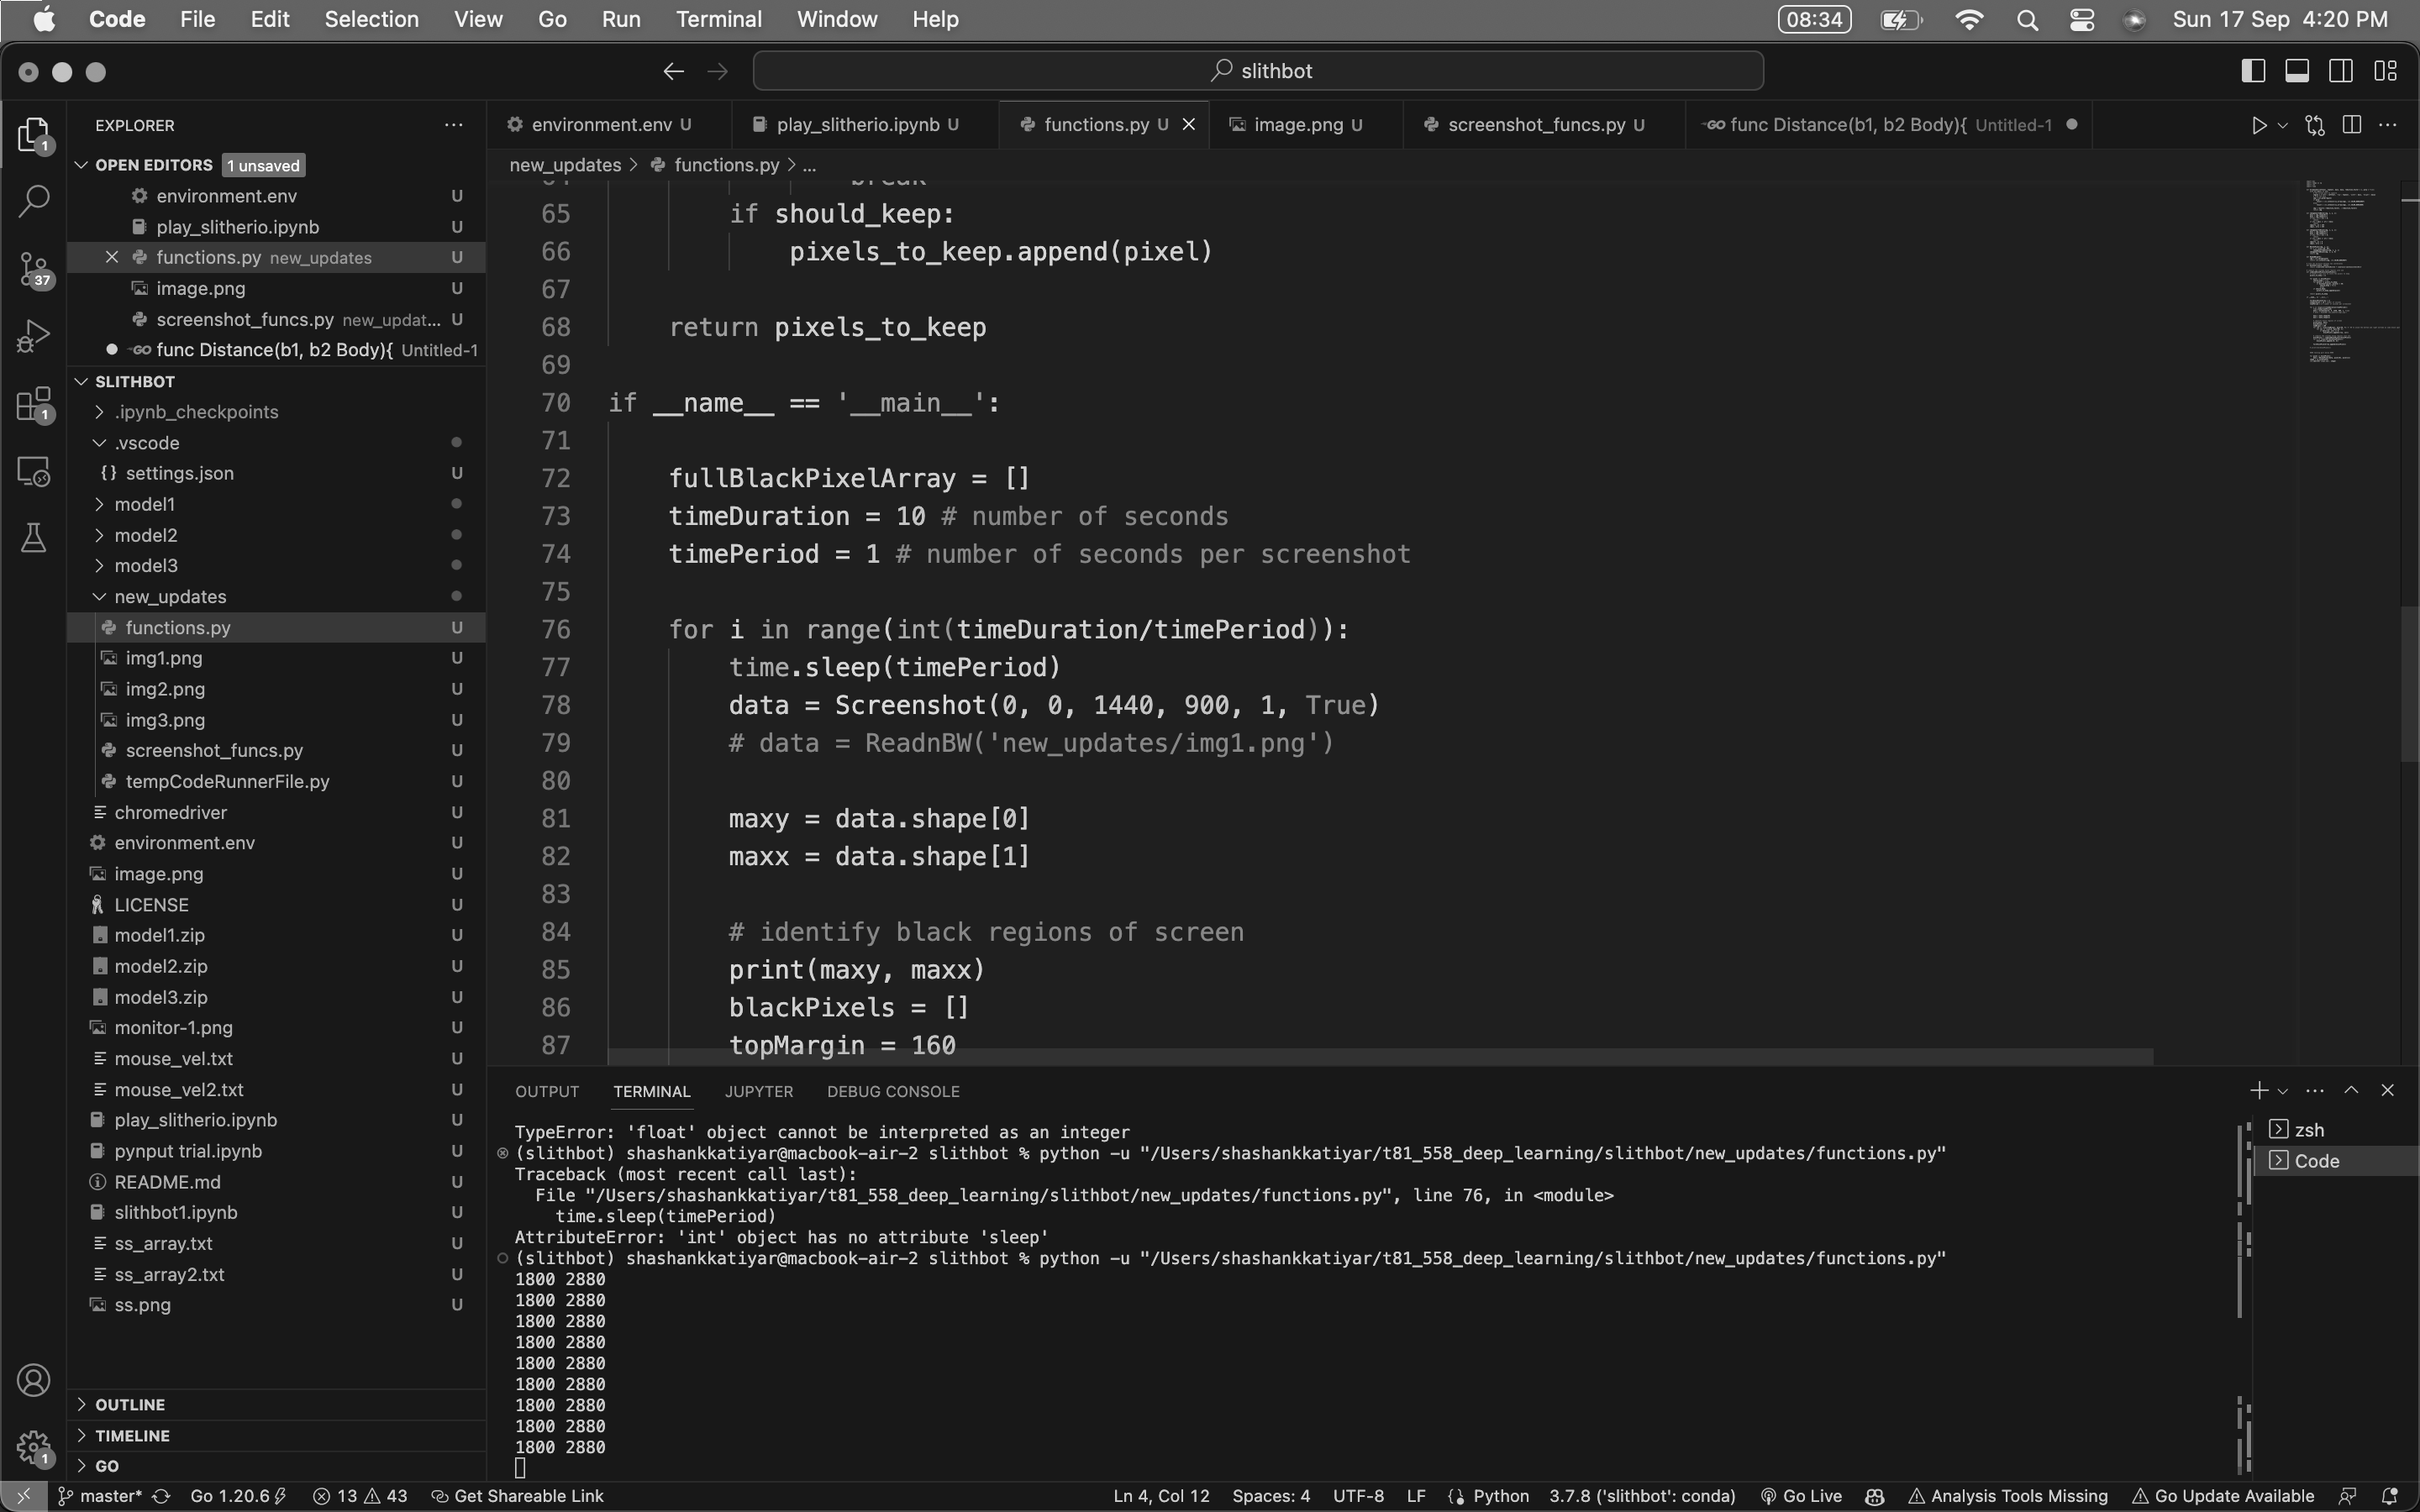 Code File Edit Selection View Go Run Terminal Window Help 08:34 Sun 17 Sep 4:20 PM
slithbot
EXPLORER
OPEN EDITORS 1 unsaved
environment.env U
play_slitherio.ipynb U
functions.py new_updates U
image.png U
screenshot_funcs.py new_updat... U
func Distance(b1, b2 Body){ Untitled-1
SLITHBOT
.ipynb_checkpoints
.vscode
{} settings.json U
model1
model2
model3
new_updates
functions.py U
img1.png U
img2.png U
img3.png U
screenshot_funcs.py U
tempCodeRunnerFile.py U
chromedriver U
environment.env U
image.png U
LICENSE U
model1.zip U
model2.zip U
model3.zip U
monitor-1.png U
mouse_vel.txt U
mouse_vel2.txt U
play_slitherio.ipynb U
pynput trial.ipynb U
README.md U
slithbot1.ipynb U
ss_array.txt U
ss_array2.txt U
ss.png U
OUTLINE
TIMELINE
GO
1
37
1
1
environment.env U play_slitherio.ipynb U functions.py U image.png U screenshot_funcs.py U func Distance(b1, b2 Body){ Untitled-1
new_updates > functions.py > ...
64 break
65 if should_keep:
66 pixels_to_keep.append(pixel)
67
68 return pixels_to_keep
69
70 if __name__ == '__main__':
71
72 fullBlackPixelArray = []
73 timeDuration = 10 # number of seconds
74 timePeriod = 1 # number of seconds per screenshot
75
76 for i in range(int(timeDuration/timePeriod)):
77 time.sleep(timePeriod)
78 data = Screenshot(0, 0, 1440, 900, 1, True)
79 # data = ReadnBW('new_updates/img1.png')
80
81 maxy = data.shape[0]
82 maxx = data.shape[1]
83
84 # identify black regions of screen
85 print(maxy, maxx)
86 blackPixels = []
87 topMargin = 160
OUTPUT TERMINAL JUPYTER DEBUG CONSOLE
TypeError: 'float' object cannot be interpreted as an integer
(slithbot) shashankkatiyar@macbook-air-2 slithbot % python -u "/Users/shashankkatiyar/t81_558_deep_learning/slithbot/new_updates/functions.py"
Traceback (most recent call last):
File "/Users/shashankkatiyar/t81_558_deep_learning/slithbot/new_updates/functions.py", line 76, in <module>
time.sleep(timePeriod)
AttributeError: 'int' object has no attribute 'sleep'
(slithbot) shashankkatiyar@macbook-air-2 slithbot % python -u "/Users/shashankkatiyar/t81_558_deep_learning/slithbot/new_updates/functions.py"
1800 2880
1800 2880
1800 2880
1800 2880
1800 2880
1800 2880
1800 2880
1800 2880
1800 2880
zsh
Code
master* Go 1.20.6 13 43 Get Shareable Link Ln 4, Col 12 Spaces: 4 UTF-8 LF Python 3.7.8 ('slithbot': conda) Go Live Analysis Tools Missing Go Update Available